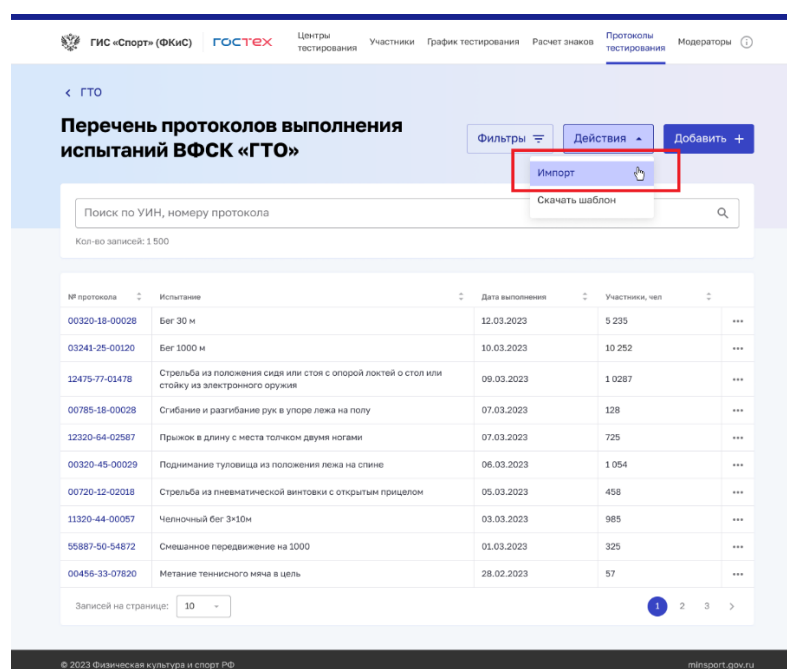 ГИС «Спорт» (ФКиС)
ГОСТЕХ
Центры
тестирования
Участники
График тестирования
Расчет знаков
Протоколы
тестирования
Модераторы
ГТО
Перечень протоколов выполнения
испытаний ВФСК «ГТО»
Фильтры
Действия
Добавить +
Импорт
Скачать шаблон
Поиск по УИН, номеру протокола
Кол-во записей: 1 500
№ протокола Испытание Дата выполнения Участники, чел
00320-18-00028 Бег 30 м 12.03.2023 5 235
03241-25-00120 Бег 1000 м 10.03.2023 10 252
12475-77-01478 Стрельба из положения сидя или стоя с опорой локтей о стол или
стойку из электронного оружия 09.03.2023 1 0287
00785-18-00028 Сгибание и разгибание рук в упоре лежа на полу 07.03.2023 128
12320-64-02587 Прыжок в длину с места толчком двумя ногами 07.03.2023 725
00320-45-00029 Поднимание туловища из положения лежа на спине 06.03.2023 1 054
00720-12-02018 Стрельба из пневматической винтовки с открытым прицелом 05.03.2023 458
11320-44-00057 Челночный бег 3×10м 03.03.2023 985
55887-50-54872 Смешанное передвижение на 1000 01.03.2023 325
00456-33-07820 Метание теннисного мяча в цель 28.02.2023 57
Записей на странице: 10
1 2 3
© 2023 Физическая культура и спорт РФ
minsport.gov.ru